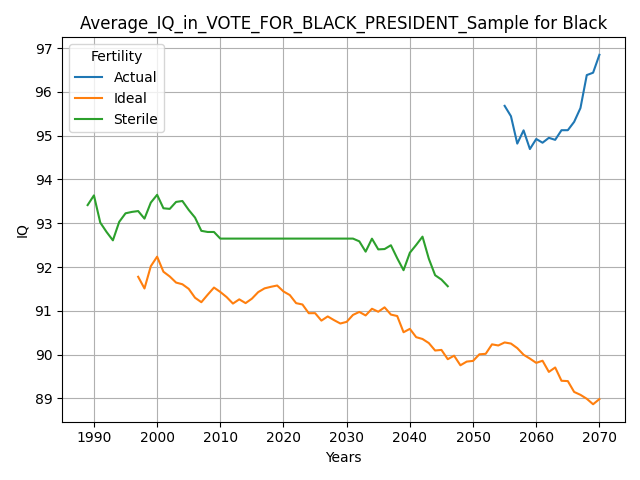 Average_IQ_in_VOTE_FOR_BLACK_PRESIDENT_Sample for Black
Fertility
Actual
Ideal
Sterile
97
96
95
94
93
92
91
90
89
IQ
1990 2000 2010 2020 2030 2040 2050 2060 2070
Years